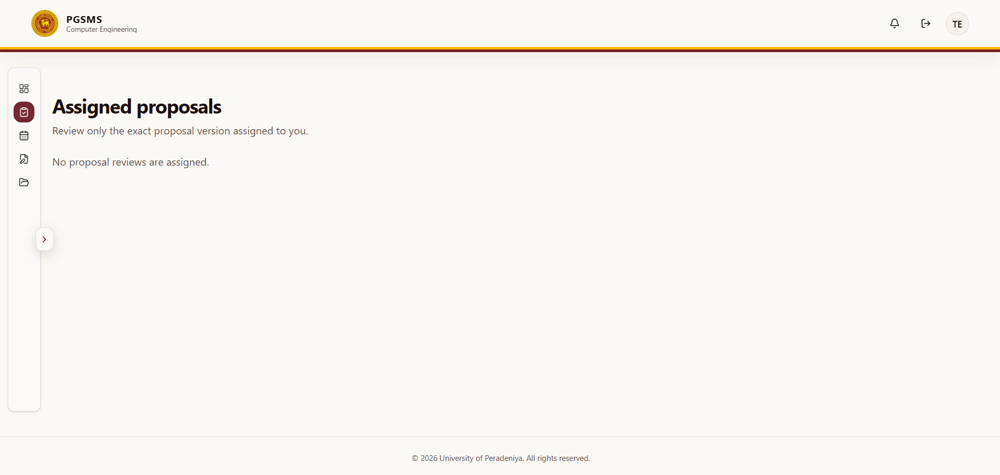 PGSMS
Computer Engineering
TE
Assigned proposals
Review only the exact proposal version assigned to you.
No proposal reviews are assigned.
© 2026 University of Peradeniya. All rights reserved.